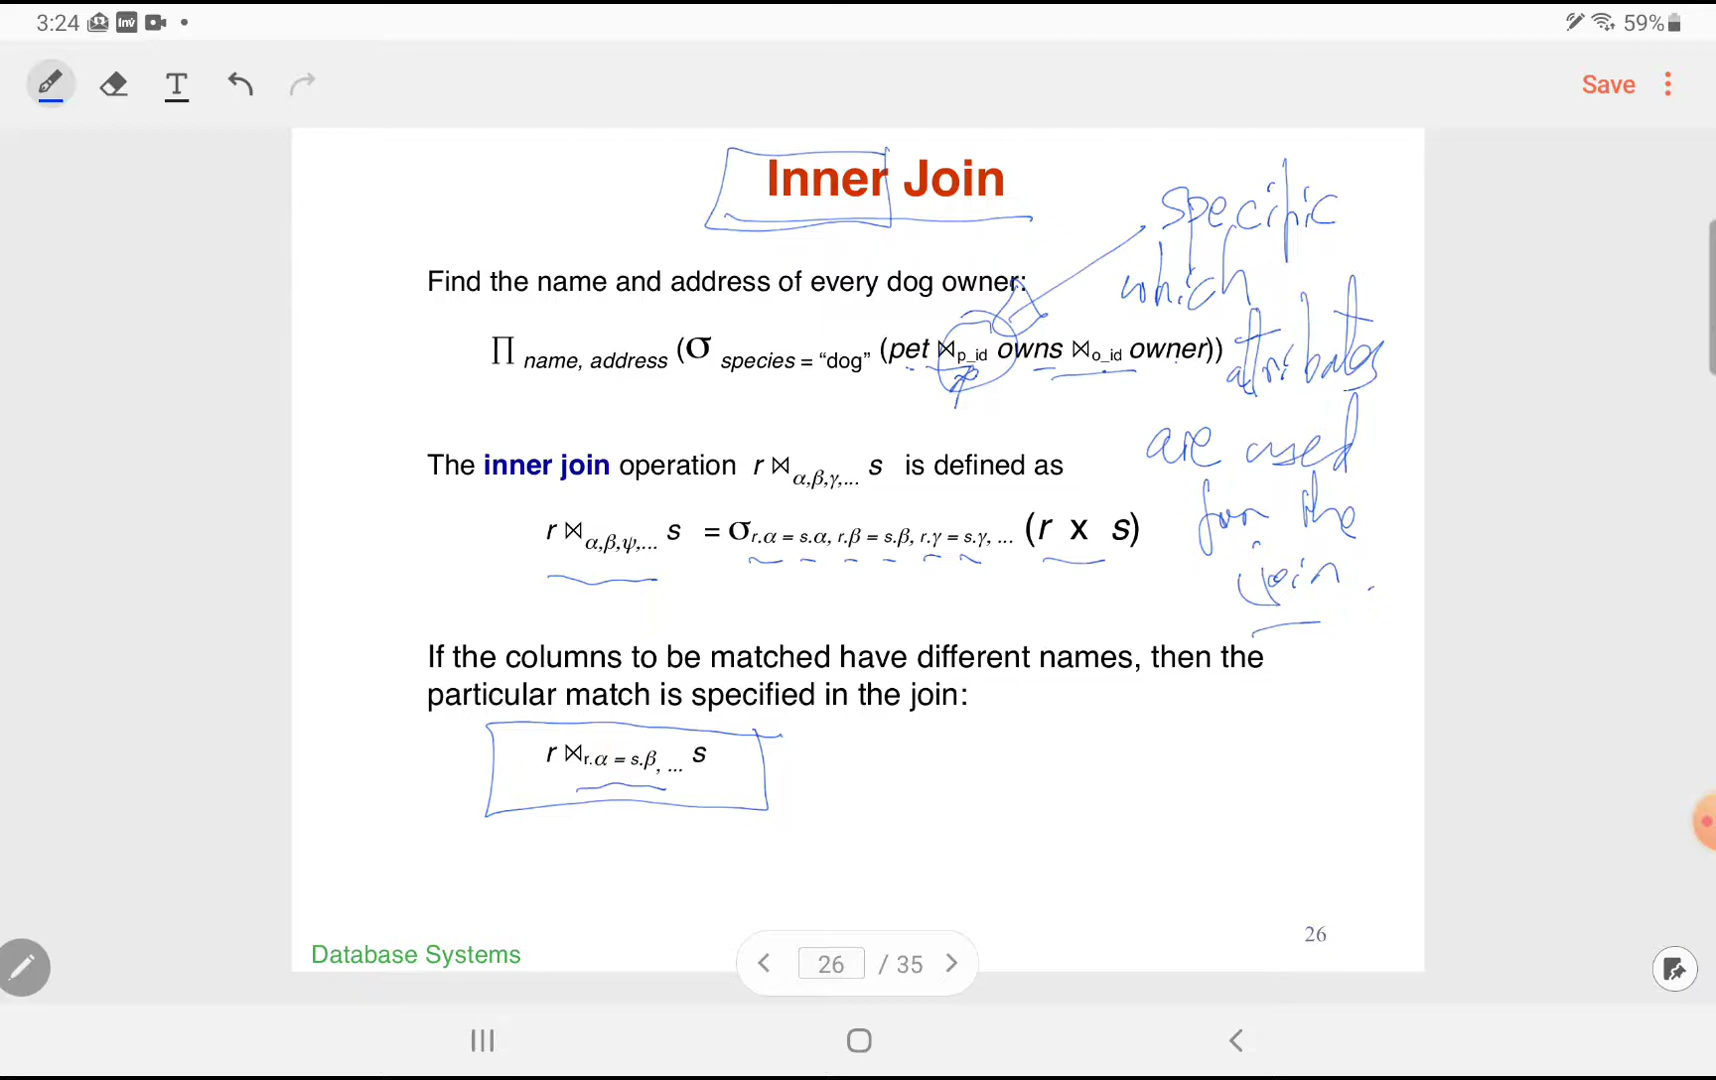 3:24 Inv 59%
T Save
Inner Join
specific
which
attributes
are used
for the
join.
Find the name and address of every dog owner:
∏ name, address (σ species = “dog” (pet ⋈p_id owns ⋈o_id owner))
The inner join operation r ⋈α,β,γ,... s is defined as
r ⋈α,β,ψ,... s = σr.α = s.α, r.β = s.β, r.γ = s.γ, ... (r x s)
If the columns to be matched have different names, then the
particular match is specified in the join:
r ⋈r.α = s.β, ... s
Database Systems
26 / 35
26